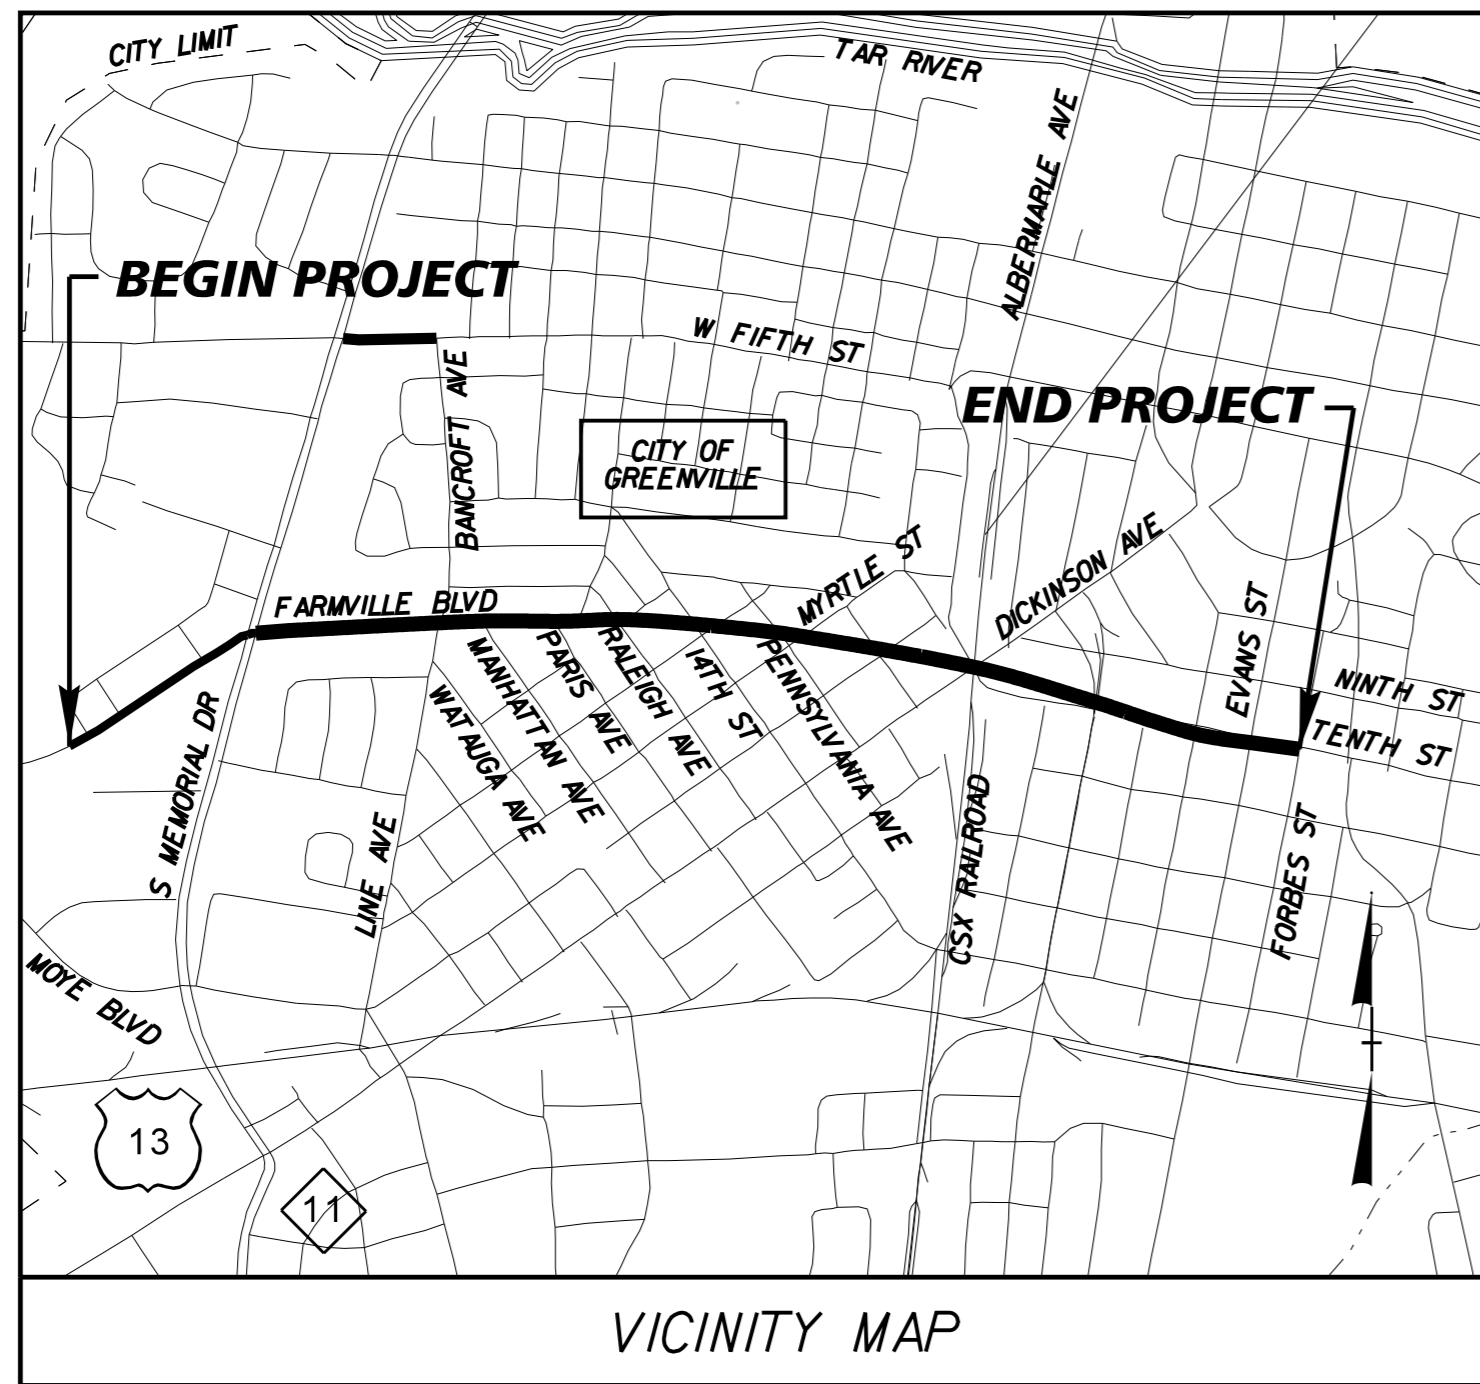 CITY LIMIT
TAR RIVER
ALBERMARLE AVE
BEGIN PROJECT
W FIFTH ST
BANCROFT AVE
END PROJECT
CITY OF
GREENVILLE
MYRTLE ST
DICKINSON AVE
FARMVILLE BLVD
EVANS ST
NINTH ST
TENTH ST
WATAUGA AVE
MANHATTAN AVE
PARIS AVE
RALEIGH AVE
14TH ST
PENNSYLVANIA AVE
S MEMORIAL DR
LINE AVE
CSX RAILROAD
FORBES ST
MOYE BLVD
13
11
VICINITY MAP